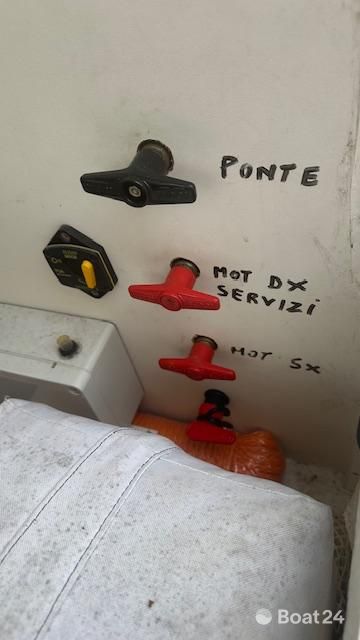 PONTE
MOT DX
SERVIZI
MOT SX
Boat24